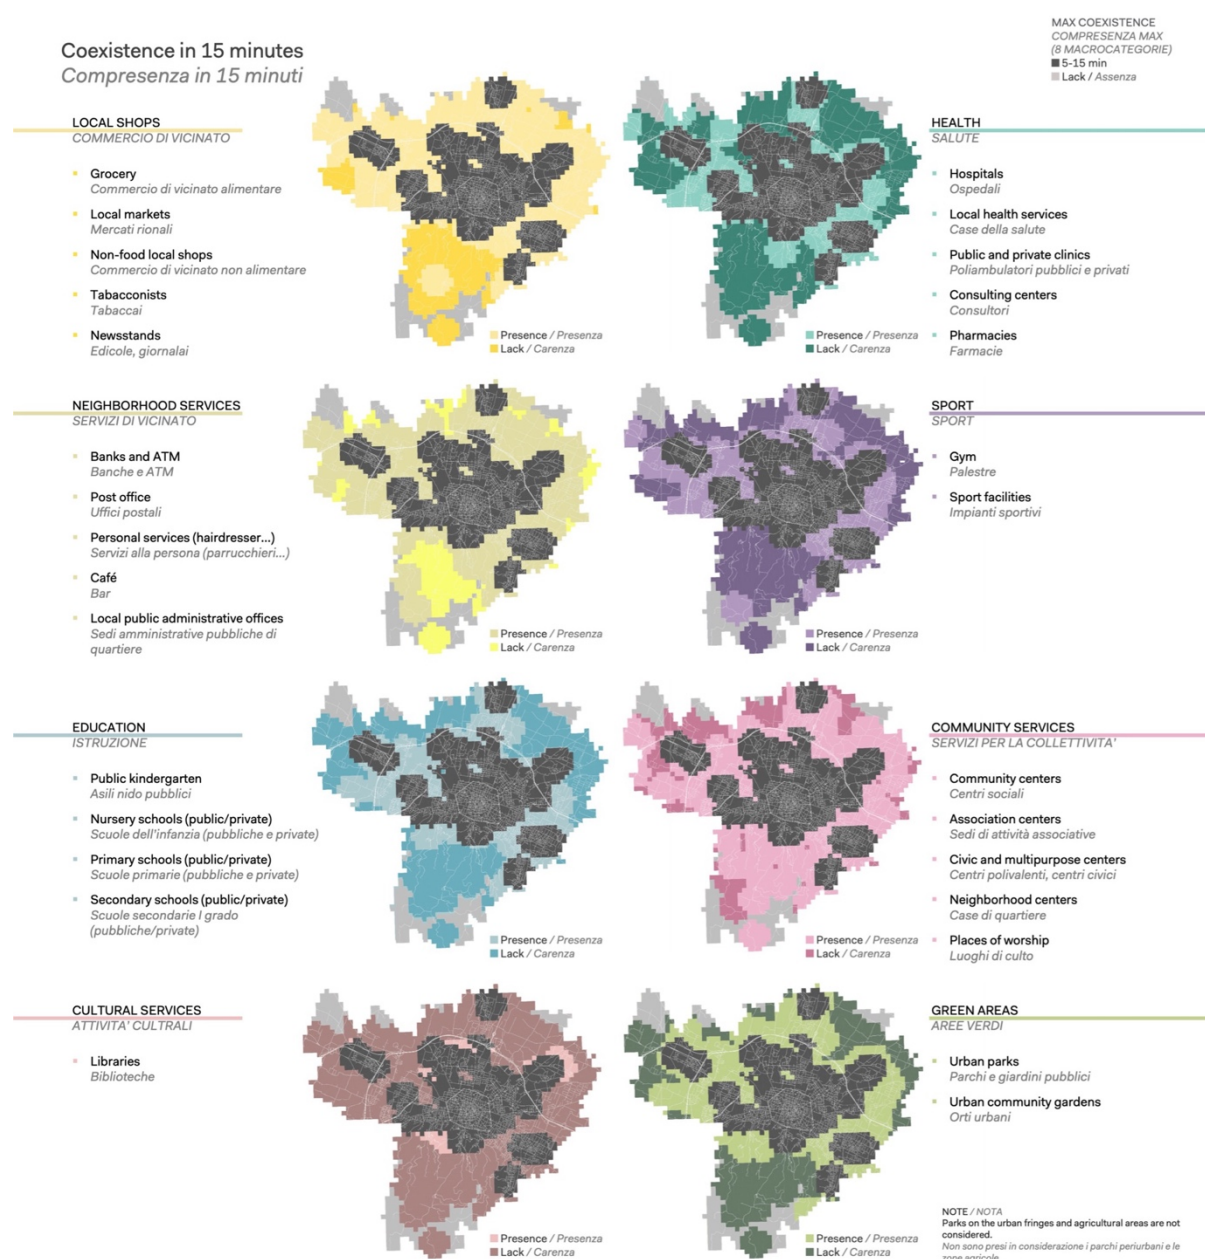 Coexistence in 15 minutes
Compresenza in 15 minuti
MAX COEXISTENCE
COMPRESENZA MAX
(8 MACROCATEGORIE)
5-15 min
Lack / Assenza
LOCAL SHOPS
COMMERCIO DI VICINATO
Grocery
Commercio di vicinato alimentare
Local markets
Mercati rionali
Non-food local shops
Commercio di vicinato non alimentare
Tabacconists
Tabaccai
Newsstands
Edicole, giornalai
Presence / Presenza
Lack / Carenza
HEALTH
SALUTE
Hospitals
Ospedali
Local health services
Case della salute
Public and private clinics
Poliambulatori pubblici e privati
Consulting centers
Consultori
Pharmacies
Farmacie
Presence / Presenza
Lack / Carenza
NEIGHBORHOOD SERVICES
SERVIZI DI VICINATO
Banks and ATM
Banche e ATM
Post office
Uffici postali
Personal services (hairdresser...)
Servizi alla persona (parrucchieri...)
Café
Bar
Local public administrative offices
Sedi amministrative pubbliche di
quartiere
Presence / Presenza
Lack / Carenza
SPORT
SPORT
Gym
Palestre
Sport facilities
Impianti sportivi
Presence / Presenza
Lack / Carenza
EDUCATION
ISTRUZIONE
Public kindergarten
Asili nido pubblici
Nursery schools (public/private)
Scuole dell'infanzia (pubbliche e private)
Primary schools (public/private)
Scuole primarie (pubbliche e private)
Secondary schools (public/private)
Scuole secondarie I grado
(pubbliche/private)
Presence / Presenza
Lack / Carenza
COMMUNITY SERVICES
SERVIZI PER LA COLLETTIVITA'
Community centers
Centri sociali
Association centers
Sedi di attività associative
Civic and multipurpose centers
Centri polivalenti, centri civici
Neighborhood centers
Case di quartiere
Places of worship
Luoghi di culto
Presence / Presenza
Lack / Carenza
CULTURAL SERVICES
ATTIVITA' CULTRALI
Libraries
Biblioteche
Presence / Presenza
Lack / Carenza
GREEN AREAS
AREE VERDI
Urban parks
Parchi e giardini pubblici
Urban community gardens
Orti urbani
Presence / Presenza
Lack / Carenza
NOTE / NOTA
Parks on the urban fringes and agricultural areas are not
considered.
Non sono presi in considerazione i parchi periurbani e le
zone agricole